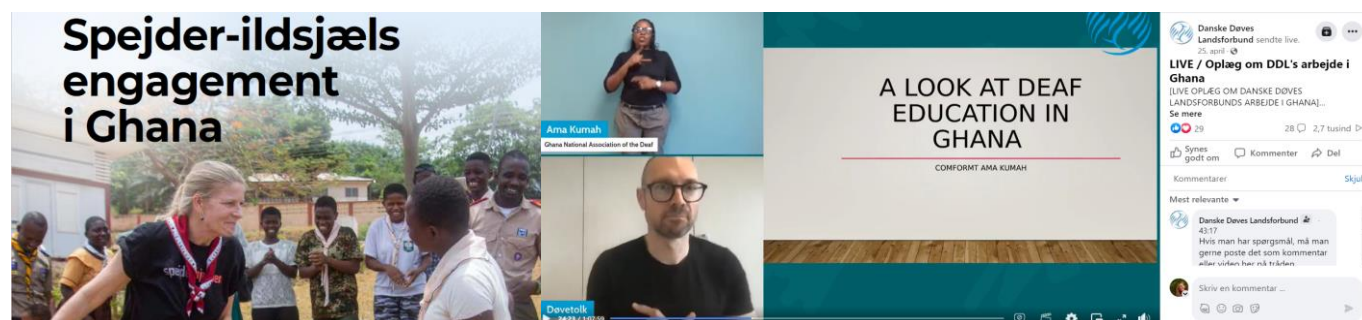 Spejder-ildsjæls
engagement
i Ghana
Ama Kumah
Ghana National Association of the Deaf
Døvetolk
A LOOK AT DEAF
EDUCATION IN
GHANA
COMFORMT AMA KUMAH
Danske Døves
Landsforbund sendte live.
25. april
LIVE / Oplæg om DDL's arbejde i
Ghana
[LIVE OPLÆG OM DANSKE DØVES
LANDSFORBUNDS ARBEJDE I GHANA]...
Se mere
29
28
2,7 tusind
Synes
godt om
Kommenter
Del
Kommentarer
Skjul
Mest relevante
Danske Døves Landsforbund
43:17
Hvis man har spørgsmål, må man
gerne poste det som kommentar
eller video her på tråden
Skriv en kommentar ...